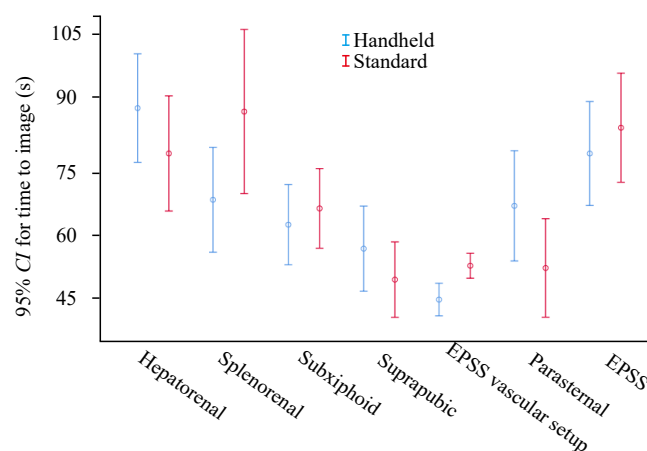 105
90
75
60
45
95% CI for time to image (s)
Handheld
Standard
Hepatorenal
Splenorenal
Subxiphoid
Suprapubic
EPSS vascular setup
Parasternal
EPSS